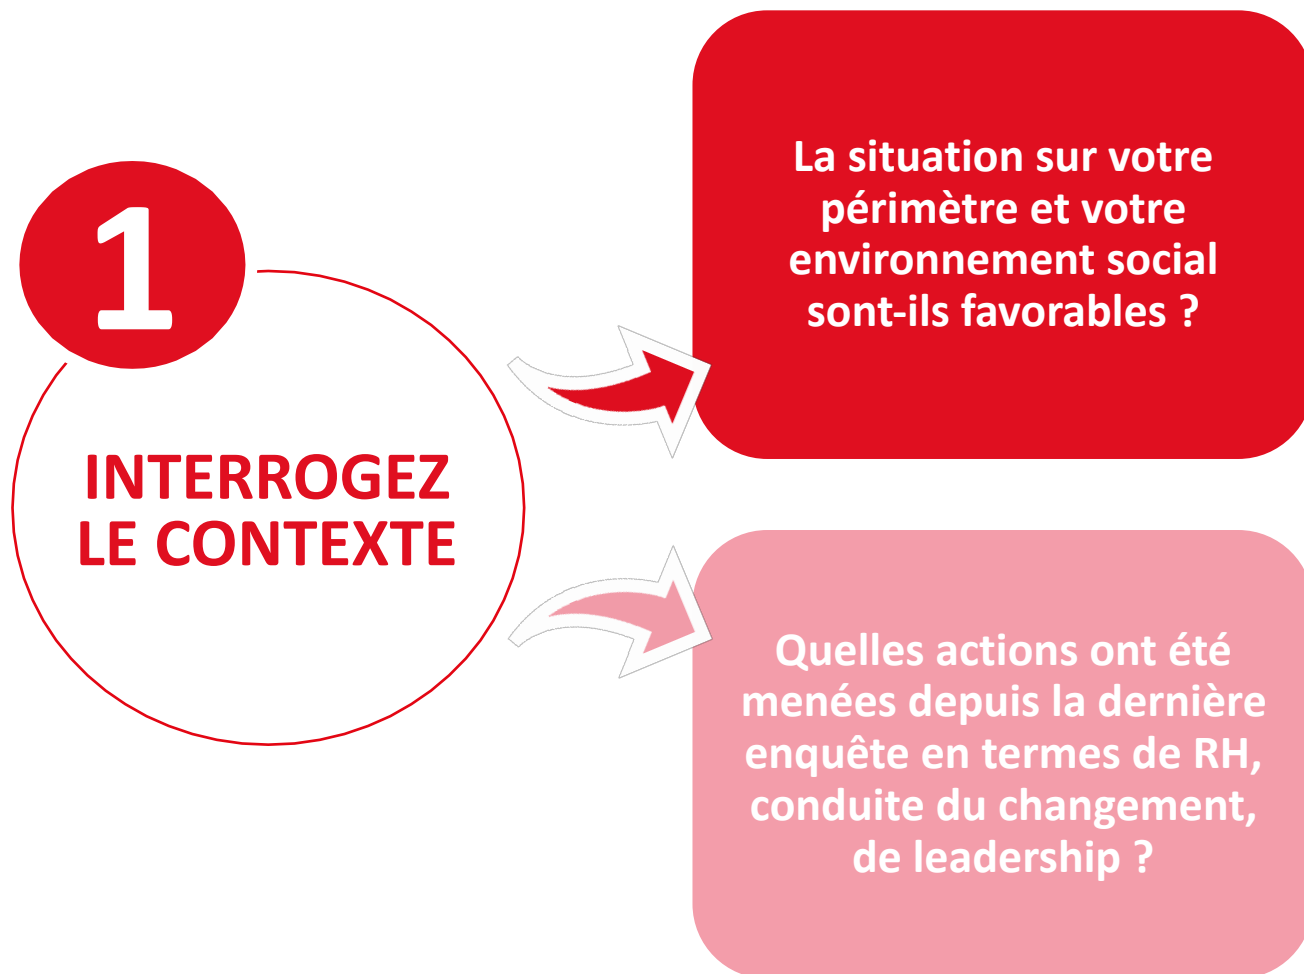 1
INTERROGEZ
LE CONTEXTE
La situation sur votre
périmètre et votre
environnement social
sont-ils favorables ?
Quelles actions ont été
menées depuis la dernière
enquête en termes de RH,
conduite du changement,
de leadership ?